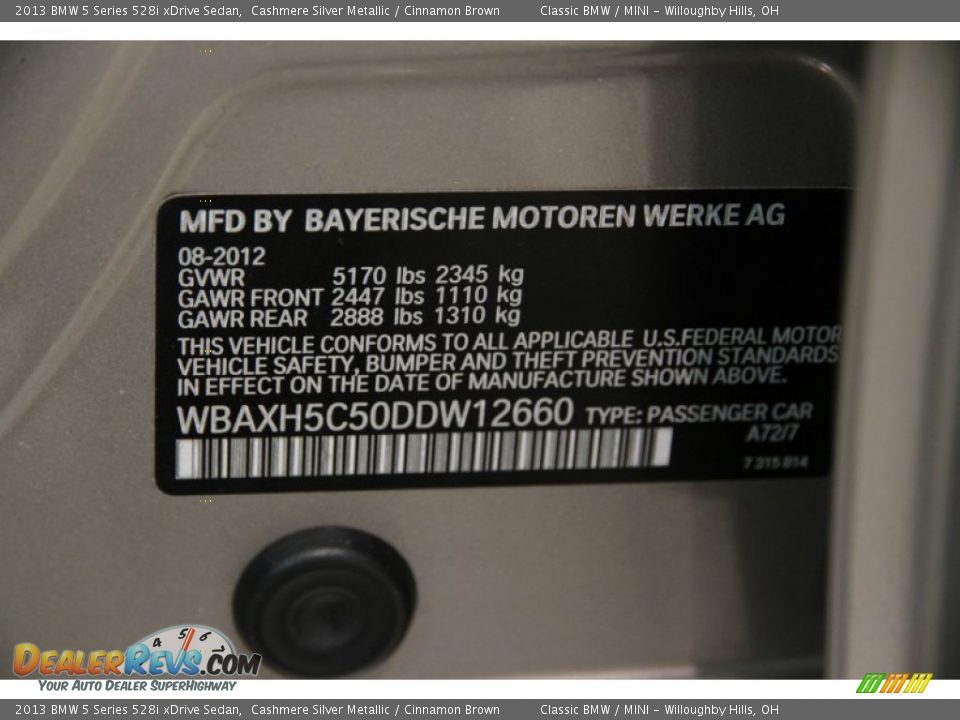 2013 BMW 5 Series 528i xDrive Sedan, Cashmere Silver Metallic / Cinnamon Brown Classic BMW / MINI - Willoughby Hills, OH
MFD BY BAYERISCHE MOTOREN WERKE AG
08-2012
GVWR 5170 lbs 2345 kg
GAWR FRONT 2447 lbs 1110 kg
GAWR REAR 2888 lbs 1310 kg
THIS VEHICLE CONFORMS TO ALL APPLICABLE U.S.FEDERAL MOTOR
VEHICLE SAFETY, BUMPER AND THEFT PREVENTION STANDARDS
IN EFFECT ON THE DATE OF MANUFACTURE SHOWN ABOVE.
WBAXH5C50DDW12660 TYPE: PASSENGER CAR
A72/7
7 315 814
4 5 6 7
DEALERREVS.COM
YOUR AUTO DEALER SUPERHIGHWAY
2013 BMW 5 Series 528i xDrive Sedan, Cashmere Silver Metallic / Cinnamon Brown Classic BMW / MINI - Willoughby Hills, OH